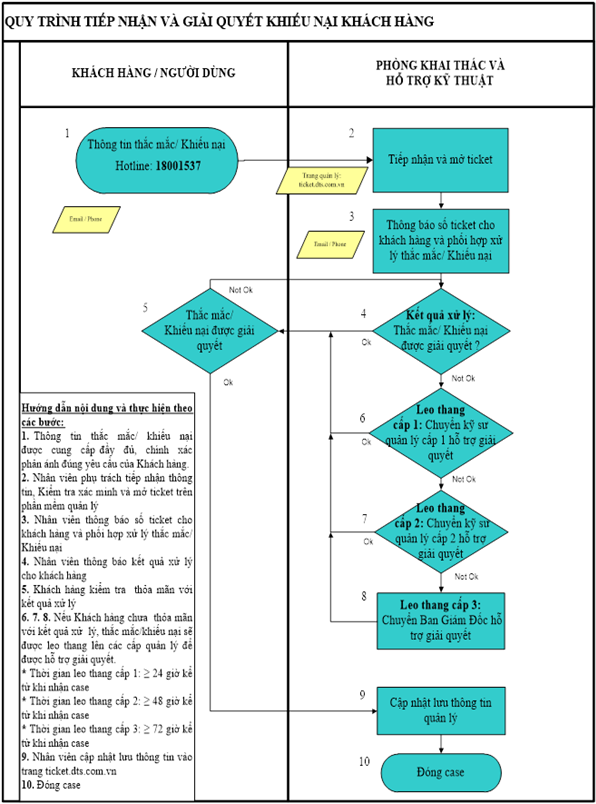 QUY TRÌNH TIẾP NHẬN VÀ GIẢI QUYẾT KHIẾU NẠI KHÁCH HÀNG
KHÁCH HÀNG / NGƯỜI DÙNG
PHÒNG KHAI THÁC VÀ
HỖ TRỢ KỸ THUẬT
1
Thông tin thắc mắc/ Khiếu nại
Hotline: 18001537
2
Tiếp nhận và mở ticket
Trang quản lý:
ticket.dts.com.vn
Email / Phone
3
Thông báo số ticket cho
khách hàng và phối hợp xử
lý thắc mắc/ Khiếu nại
Email / Phone
Not Ok
5
Thắc mắc/
Khiếu nại được giải
quyết
Ok
4
Kết quả xử lý:
Thắc mắc/ Khiếu nại
được giải quyết ?
Ok
Not Ok
6
Leo thang
cấp 1: Chuyển kỹ sư
quản lý cấp 1 hỗ trợ giải
quyết
Ok
Not Ok
7
Leo thang
cấp 2: Chuyển kỹ sư
quản lý cấp 2 hỗ trợ
giải quyết
Ok
Not Ok
8
Leo thang cấp 3:
Chuyển Ban Giám Đốc hỗ
trợ giải quyết
9
Cập nhật lưu thông tin
quản lý
10
Đóng case
Hướng dẫn nội dung và thực hiện theo
các bước:
1. Thông tin thắc mắc/ khiếu nại
được cung cấp đầy đủ, chính xác
phản ánh đúng yêu cầu của Khách hàng.
2. Nhân viên phụ trách tiếp nhận thông
tin, Kiểm tra xác minh và mở ticket trên
phần mềm quản lý
3. Nhân viên thông báo số ticket cho
khách hàng và phối hợp xử lý thắc mắc/
Khiếu nại
4. Nhân viên thông báo kết quả xử lý
cho khách hàng
5. Khách hàng kiểm tra thỏa mãn với
kết quả xử lý
6. 7. 8. Nếu Khách hàng chưa thỏa mãn
với kết quả xử lý, thắc mắc/khiếu nại sẽ
được leo thang lên các cấp quản lý để
được hỗ trợ giải quyết.
* Thời gian leo thang cấp 1: ≥ 24 giờ kể
từ khi nhận case
* Thời gian leo thang cấp 2: ≥ 48 giờ kể
từ khi nhận case
* Thời gian leo thang cấp 3: ≥ 72 giờ kể
từ khi nhận case
9. Nhân viên cập nhật lưu thông tin vào
trang ticket.dts.com.vn
10. Đóng case